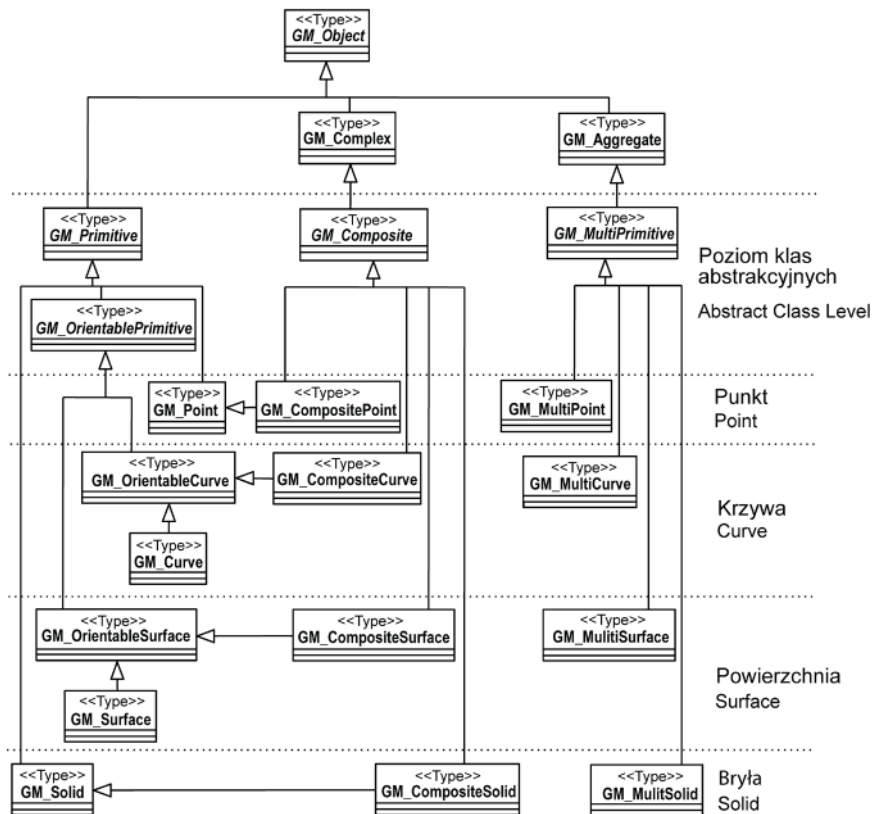 <<Type>>
GM_Object
<<Type>>
GM_Complex
<<Type>>
GM_Aggregate
<<Type>>
GM_Primitive
<<Type>>
GM_Composite
<<Type>>
GM_MultiPrimitive
Poziom klas
abstrakcyjnych
Abstract Class Level
<<Type>>
GM_OrientablePrimitive
<<Type>>
GM_Point
<<Type>>
GM_CompositePoint
<<Type>>
GM_MultiPoint
Punkt
Point
<<Type>>
GM_OrientableCurve
<<Type>>
GM_CompositeCurve
<<Type>>
GM_MultiCurve
Krzywa
Curve
<<Type>>
GM_Curve
<<Type>>
GM_OrientableSurface
<<Type>>
GM_CompositeSurface
<<Type>>
GM_MulitiSurface
Powierzchnia
Surface
<<Type>>
GM_Surface
<<Type>>
GM_Solid
<<Type>>
GM_CompositeSolid
<<Type>>
GM_MulitSolid
Bryła
Solid